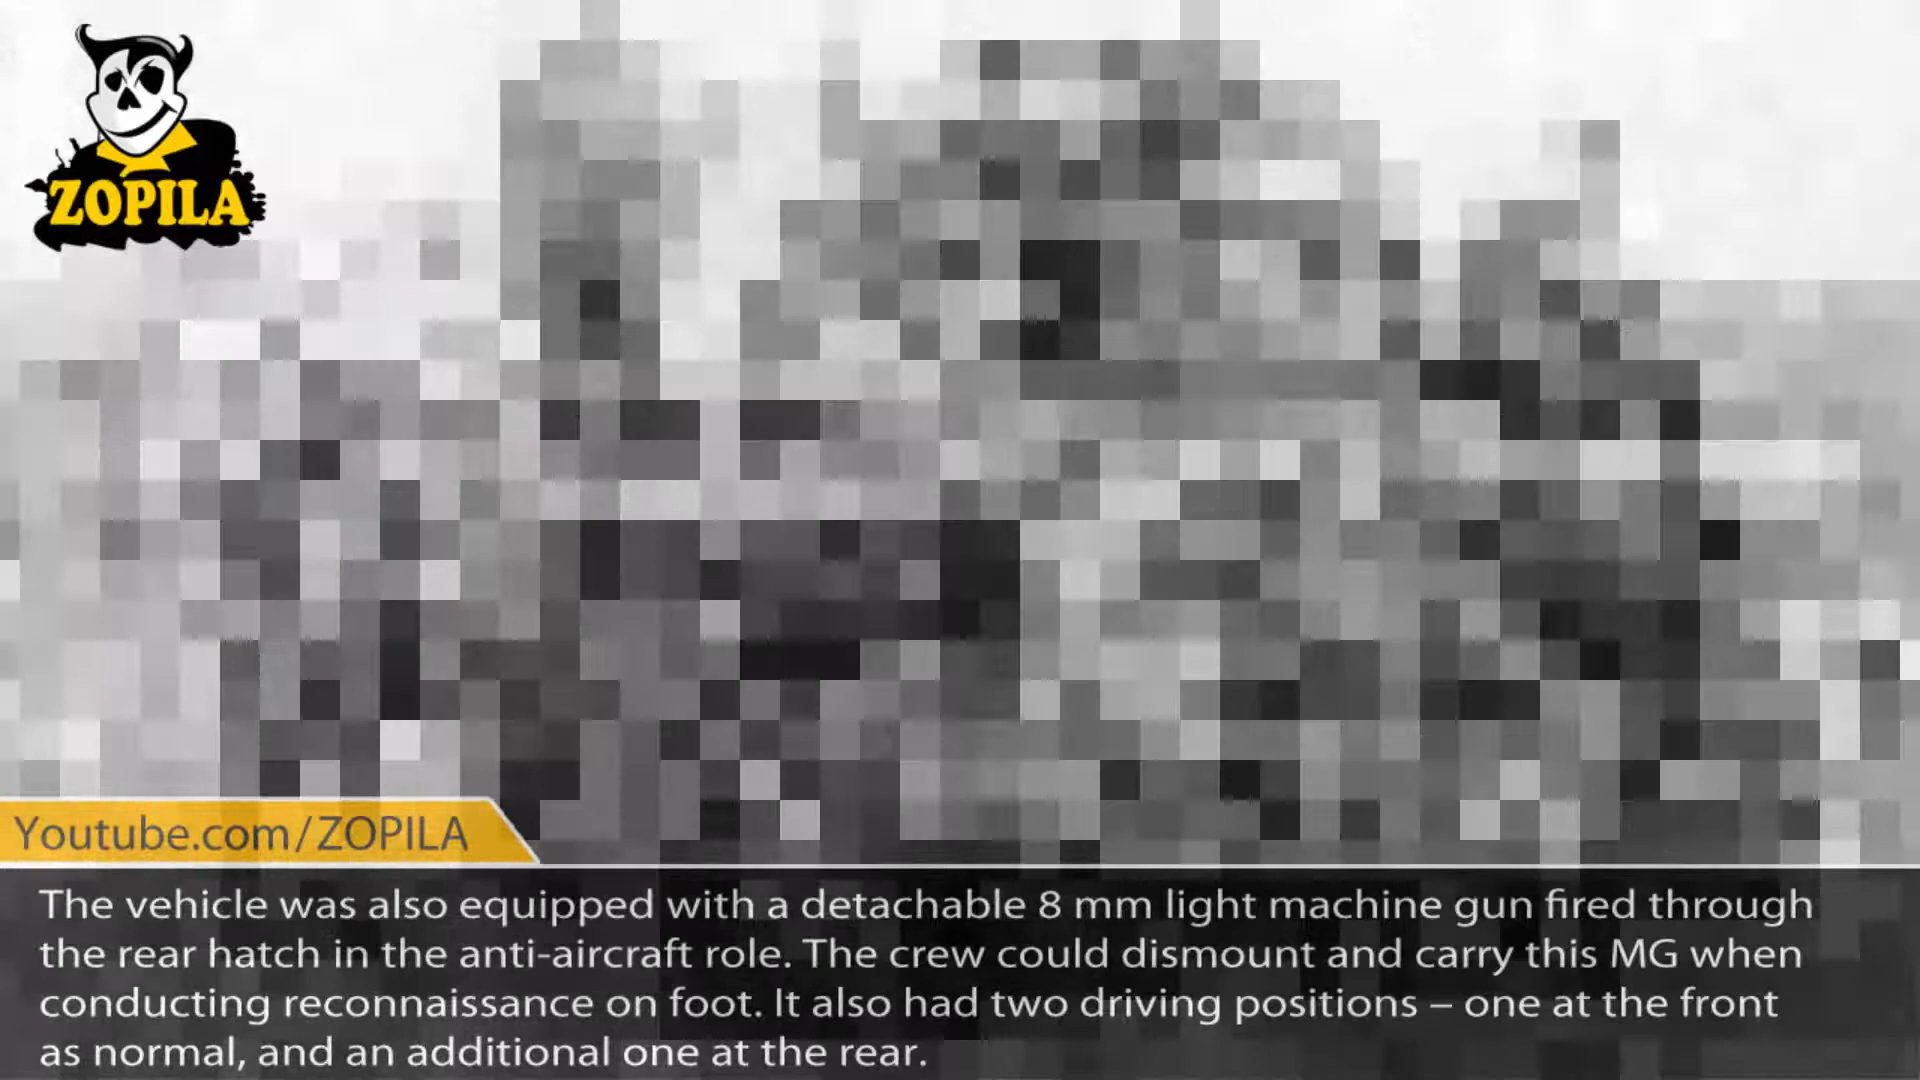 ZOPILA
Youtube.com/ZOPILA
The vehicle was also equipped with a detachable 8 mm light machine gun fired through
the rear hatch in the anti-aircraft role. The crew could dismount and carry this MG when
conducting reconnaissance on foot. It also had two driving positions – one at the front
as normal, and an additional one at the rear.